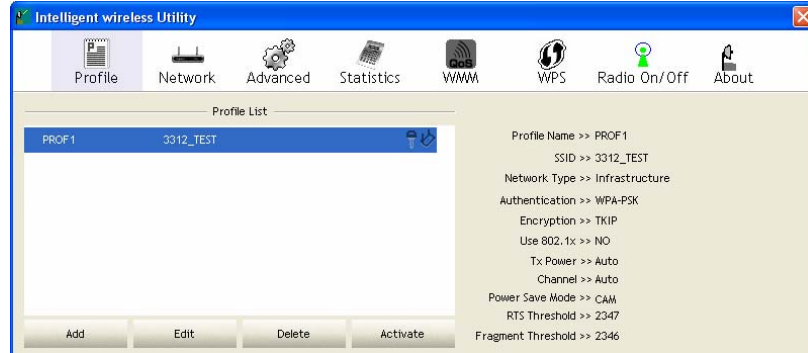 Intelligent wireless Utility
Profile Network Advanced Statistics QoS WMM WPS Radio On/Off About
Profile List
PROF1 3312_TEST
Profile Name >> PROF1
SSID >> 3312_TEST
Network Type >> Infrastructure
Authentication >> WPA-PSK
Encryption >> TKIP
Use 802.1x >> NO
Tx Power >> Auto
Channel >> Auto
Power Save Mode >> CAM
RTS Threshold >> 2347
Fragment Threshold >> 2346
Add Edit Delete Activate